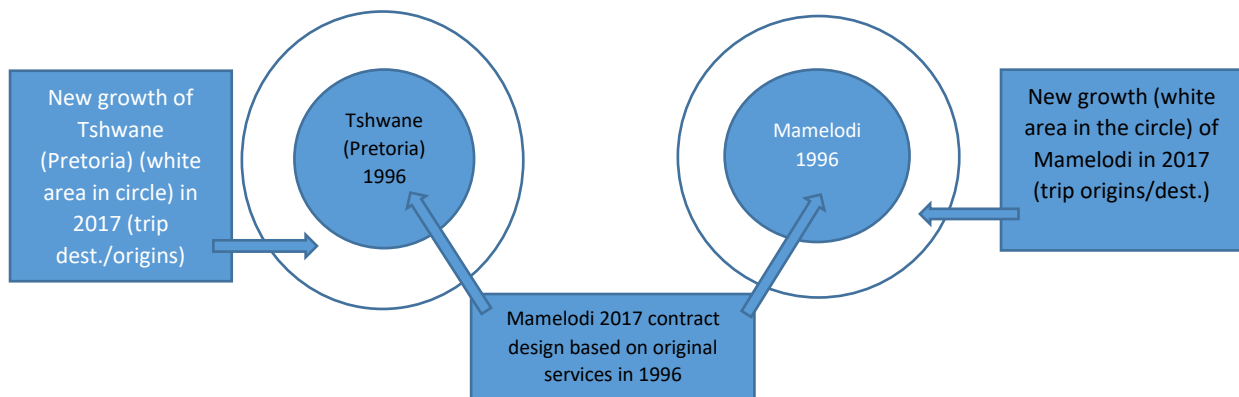 New growth of
Tshwane
(Pretoria) (white
area in circle) in
2017 (trip
dest./origins)
Tshwane
(Pretoria)
1996
Mamelodi
1996
New growth (white
area in the circle) of
Mamelodi in 2017
(trip origins/dest.)
Mamelodi 2017 contract
design based on original
services in 1996